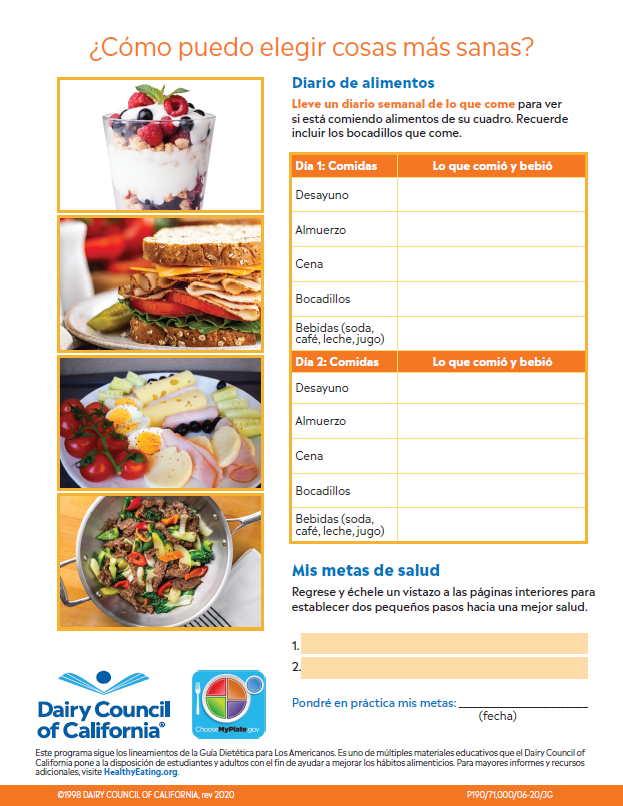 ¿Cómo puedo elegir cosas más sanas?
Diario de alimentos
Lleve un diario semanal de lo que come para ver
si está comiendo alimentos de su cuadro. Recuerde
incluir los bocadillos que come.
Día 1: Comidas Lo que comió y bebió
Desayuno
Almuerzo
Cena
Bocadillos
Bebidas (soda,
café, leche, jugo)
Día 2: Comidas Lo que comió y bebió
Desayuno
Almuerzo
Cena
Bocadillos
Bebidas (soda,
café, leche, jugo)
Mis metas de salud
Regrese y échele un vistazo a las páginas interiores para
establecer dos pequeños pasos hacia una mejor salud.
1.
2.
Pondré en práctica mis metas:
(fecha)
Dairy Council
of California®
ChooseMyPlate.gov
Este programa sigue los lineamientos de la Guía Dietética para Los Americanos. Es uno de múltiples materiales educativos que el Dairy Council of
California pone a la disposición de estudiantes y adultos con el fin de ayudar a mejorar los hábitos alimenticios. Para mayores informes y recursos
adicionales, visite HealthyEating.org.
©1998 DAIRY COUNCIL OF CALIFORNIA, rev 2020 P190/71,000/06-20/JG